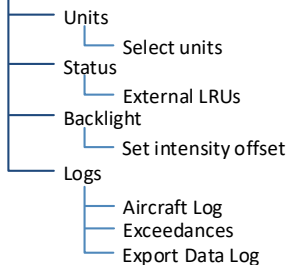 Units
Select units
Status
External LRUs
Backlight
Set intensity offset
Logs
Aircraft Log
Exceedances
Export Data Log